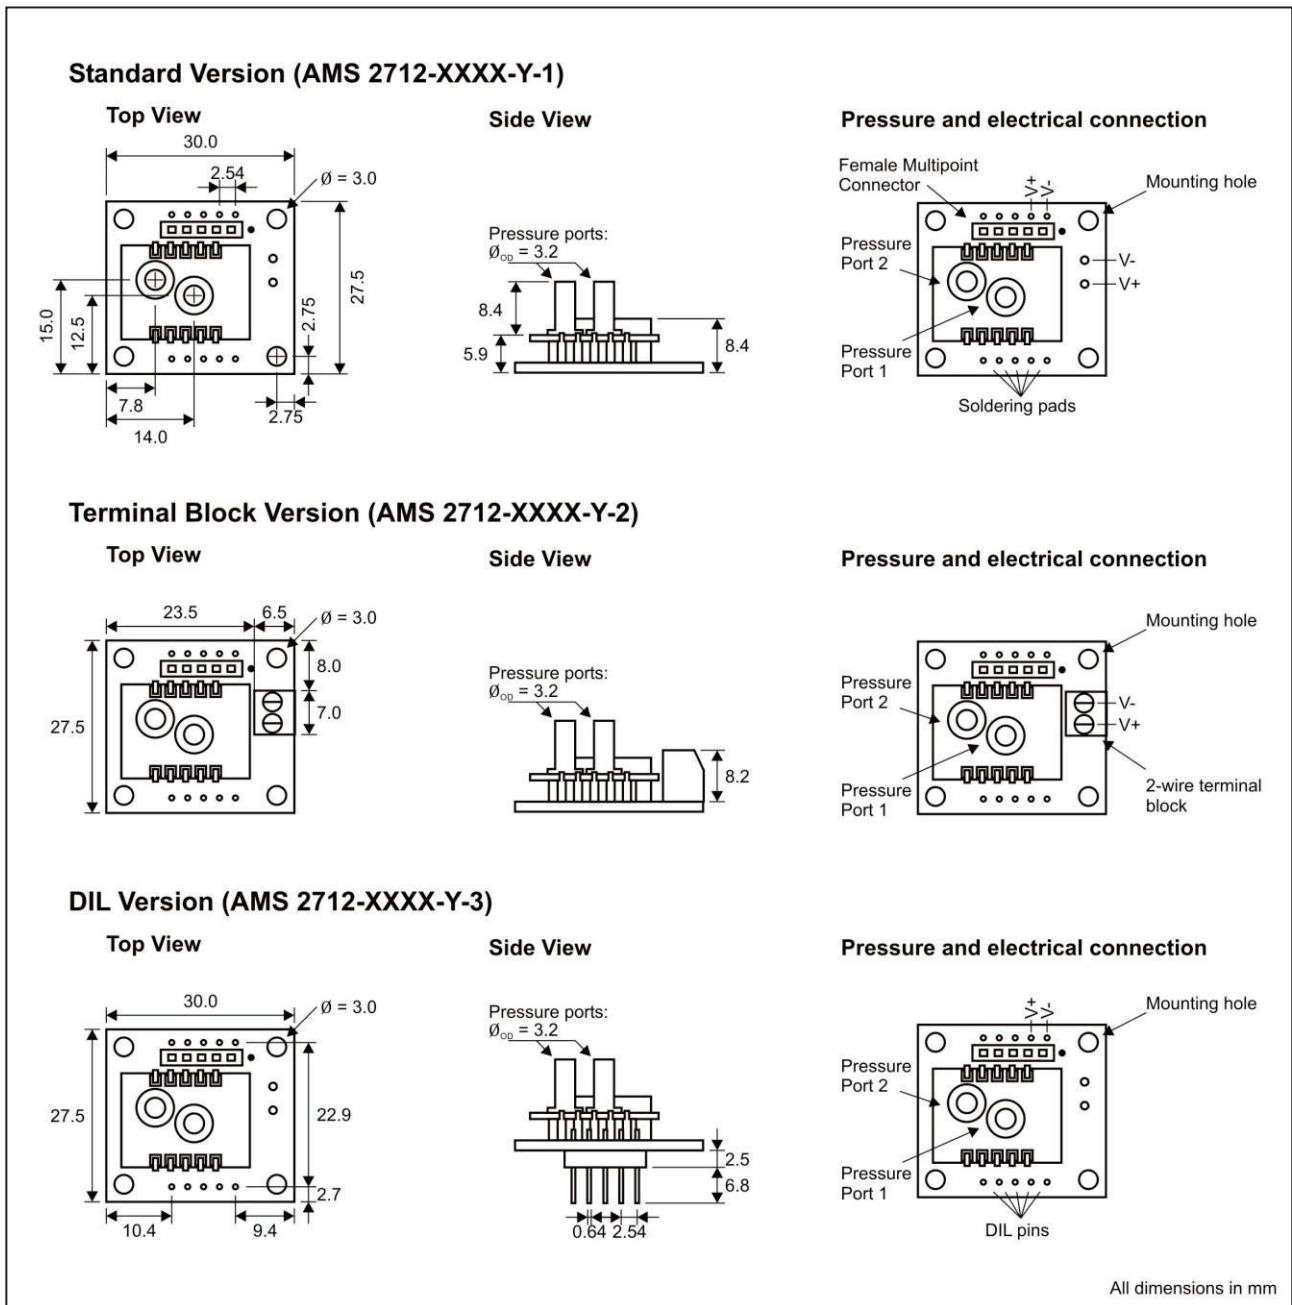 Standard Version (AMS 2712-XXXX-Y-1)
Top View
30.0
2.54
Ø = 3.0
15.0
12.5
2.75
27.5
7.8
2.75
14.0
Side View
Pressure ports:
ØOD = 3.2
8.4
5.9
8.4
Pressure and electrical connection
Female Multipoint
Connector
V+
V-
Mounting hole
Pressure
Port 2
V-
V+
Pressure
Port 1
Soldering pads
Terminal Block Version (AMS 2712-XXXX-Y-2)
Top View
23.5
6.5
Ø = 3.0
8.0
7.0
27.5
Side View
Pressure ports:
ØOD = 3.2
8.2
Pressure and electrical connection
Mounting hole
Pressure
Port 2
V-
V+
Pressure
Port 1
2-wire terminal
block
DIL Version (AMS 2712-XXXX-Y-3)
Top View
30.0
Ø = 3.0
27.5
22.9
2.7
10.4
9.4
Side View
Pressure ports:
ØOD = 3.2
2.5
6.8
0.64
2.54
Pressure and electrical connection
V+
V-
Mounting hole
Pressure
Port 2
Pressure
Port 1
DIL pins
All dimensions in mm